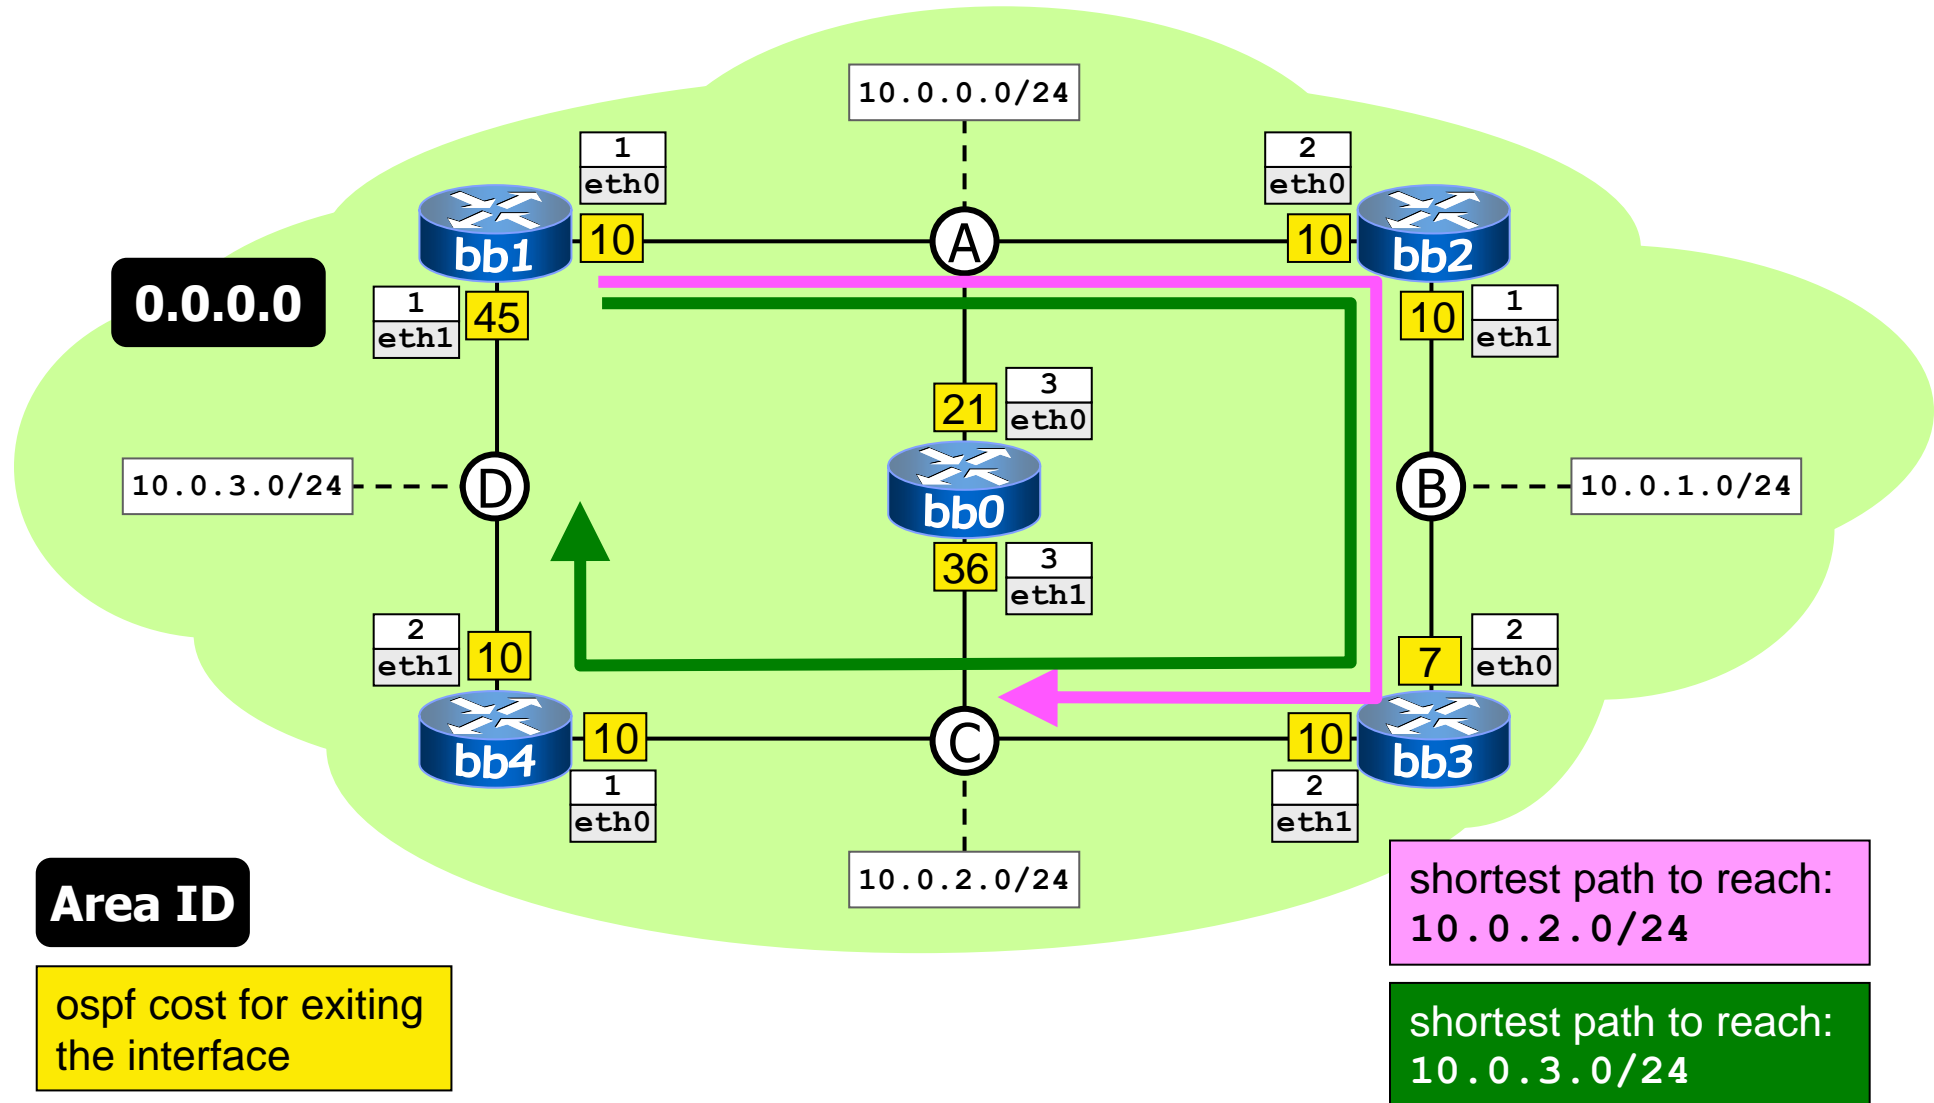 10.0.0.0/24
1
eth0
2
eth0
bb1
10
A
10
bb2
0.0.0.0
1
eth1
45
10
1
eth1
3
eth0
21
10.0.3.0/24
D
bb0
B
10.0.1.0/24
36
3
eth1
2
eth1
10
7
2
eth0
bb4
10
C
10
bb3
1
eth0
2
eth1
10.0.2.0/24
Area ID
ospf cost for exiting
the interface
shortest path to reach:
10.0.2.0/24
shortest path to reach:
10.0.3.0/24